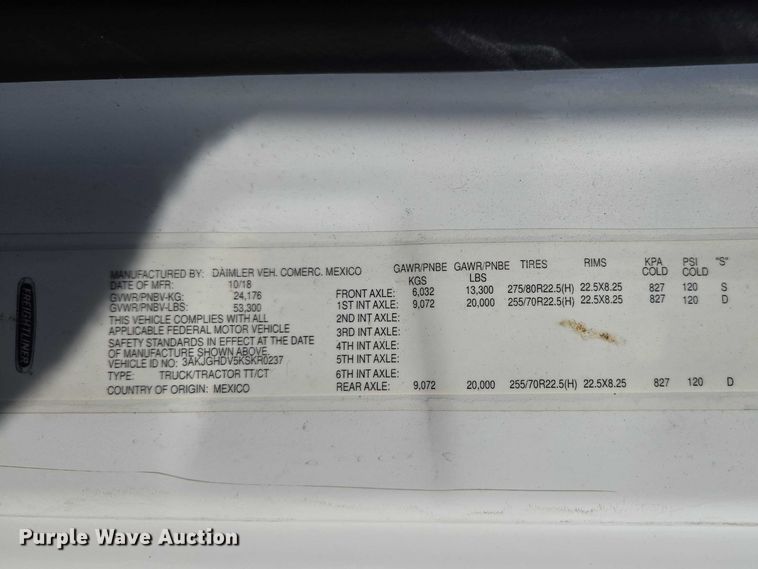 FREIGHTLINER
MANUFACTURED BY: DAIMLER VEH. COMERC. MEXICO
DATE OF MFR: 10/18
GVWR/PNBV-KG: 24,176
GVWR/PNBV-LBS: 53,300
THIS VEHICLE COMPLIES WITH ALL
APPLICABLE FEDERAL MOTOR VEHICLE
SAFETY STANDARDS IN EFFECT AT THE DATE
OF MANUFACTURE SHOWN ABOVE.
VEHICLE ID NO: 3AKJGHDV5KSKR0237
TYPE: TRUCK/TRACTOR TT/CT
COUNTRY OF ORIGIN: MEXICO
GAWR/PNBE KGS GAWR/PNBE LBS TIRES RIMS KPA COLD PSI COLD "S"
FRONT AXLE: 6,032 13,300 275/80R22.5(H) 22.5X8.25 827 120 S
1ST INT AXLE: 9,072 20,000 255/70R22.5(H) 22.5X8.25 827 120 D
2ND INT AXLE:
3RD INT AXLE:
4TH INT AXLE:
5TH INT AXLE:
6TH INT AXLE:
REAR AXLE: 9,072 20,000 255/70R22.5(H) 22.5X8.25 827 120 D
Purple Wave Auction